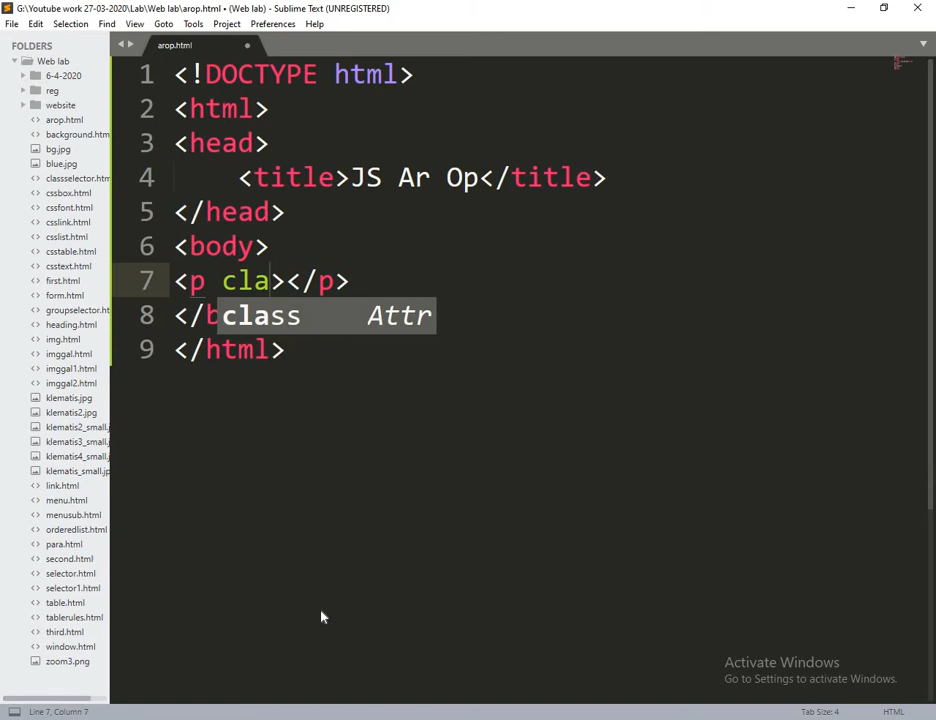 G:\Youtube work 27-03-2020\Lab\Web lab\arop.html • (Web lab) - Sublime Text (UNREGISTERED)
File Edit Selection Find View Goto Tools Project Preferences Help
FOLDERS
Web lab
6-4-2020
reg
website
arop.html
background.htm
bg.jpg
blue.jpg
classelector.htm
cssbox.html
cssfont.html
csslink.html
csslist.html
csstable.html
csstext.html
first.html
form.html
groupselector.h
heading.html
img.html
imggal.html
imggal1.html
imggal2.html
klematis.jpg
klematis2.jpg
klematis2_small.j
klematis3_small.j
klematis4_small.j
klematis_small.jp
link.html
menu.html
menusub.html
orderedlist.html
para.html
second.html
selector.html
selector1.html
table.html
tablerules.html
third.html
window.html
zoom3.png
arop.html
1 <!DOCTYPE html>
2 <html>
3 <head>
4 <title>JS Ar Op</title>
5 </head>
6 <body>
7 <p cla></p>
8 </b
class Attr
9 </html>
Activate Windows
Go to Settings to activate Windows.
Line 7, Column 7
Tab Size: 4
HTML